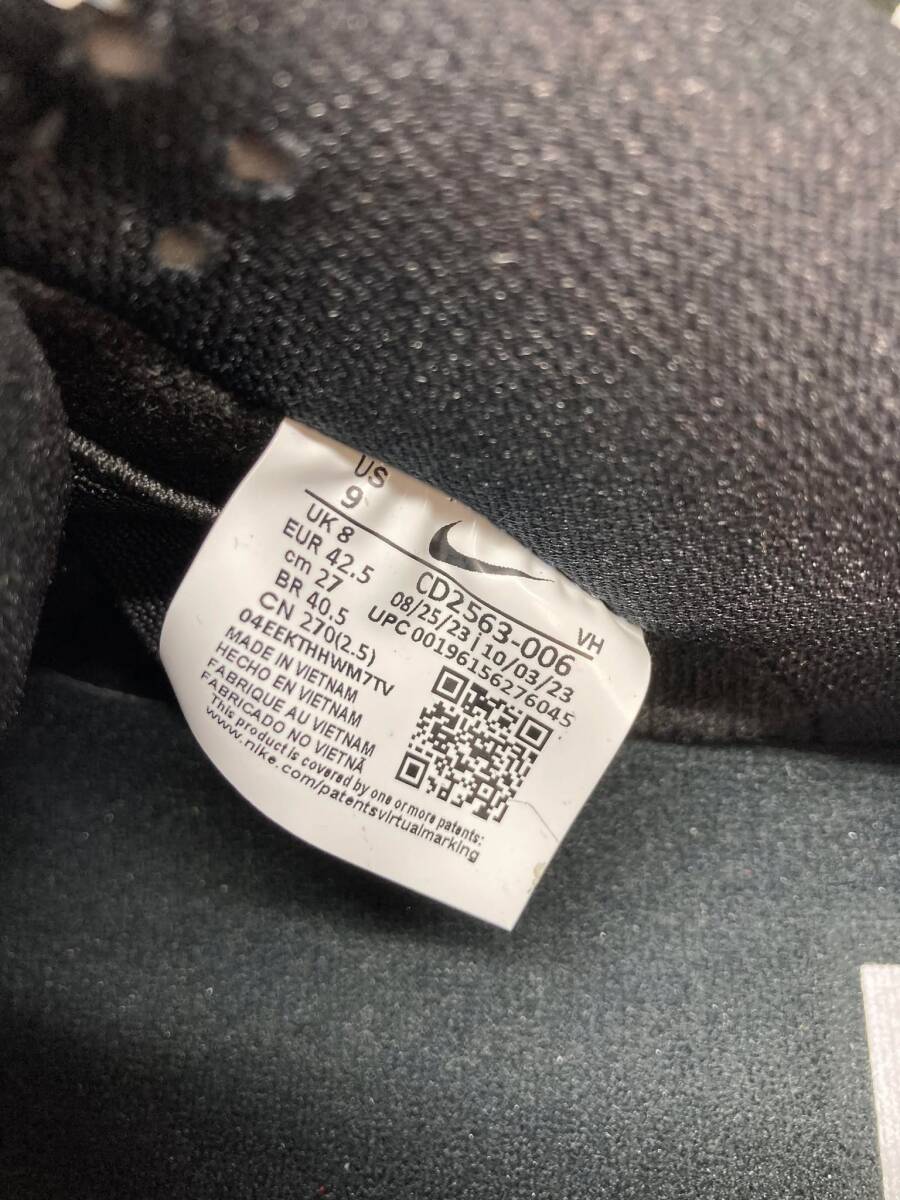 US
9
UK 8
EUR 42.5
cm 27
BR 40.5
CN 270(2.5)
04EEKTHHWM7TV
MADE IN VIETNAM
HECHO EN VIETNAM
FABRIQUE AU VIETNAM
FABRICADO NO VIETNÃ
This product is covered by one or more patents:
www.nike.com/patentsvirtualmarking
VH
CD2563-006
08/25/23 | 10/03/23
UPC 00196156276045